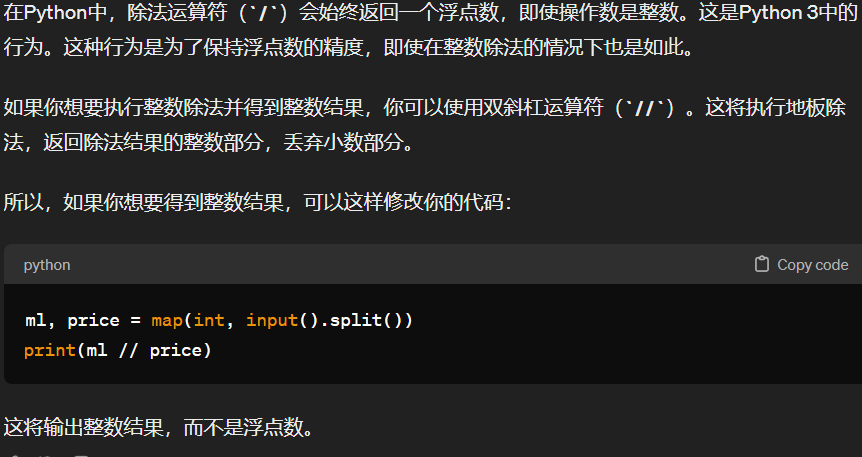 在Python中，除法运算符（`/`）会始终返回一个浮点数，即使操作数是整数。这是Python 3中的
行为。这种行为是为了保持浮点数的精度，即使在整数除法的情况下也是如此。
如果你想要执行整数除法并得到整数结果，你可以使用双斜杠运算符（`//`）。这将执行地板除
法，返回除法结果的整数部分，丢弃小数部分。
所以，如果你想要得到整数结果，可以这样修改你的代码：
python Copy code
ml, price = map(int, input().split())
print(ml // price)
这将输出整数结果，而不是浮点数。